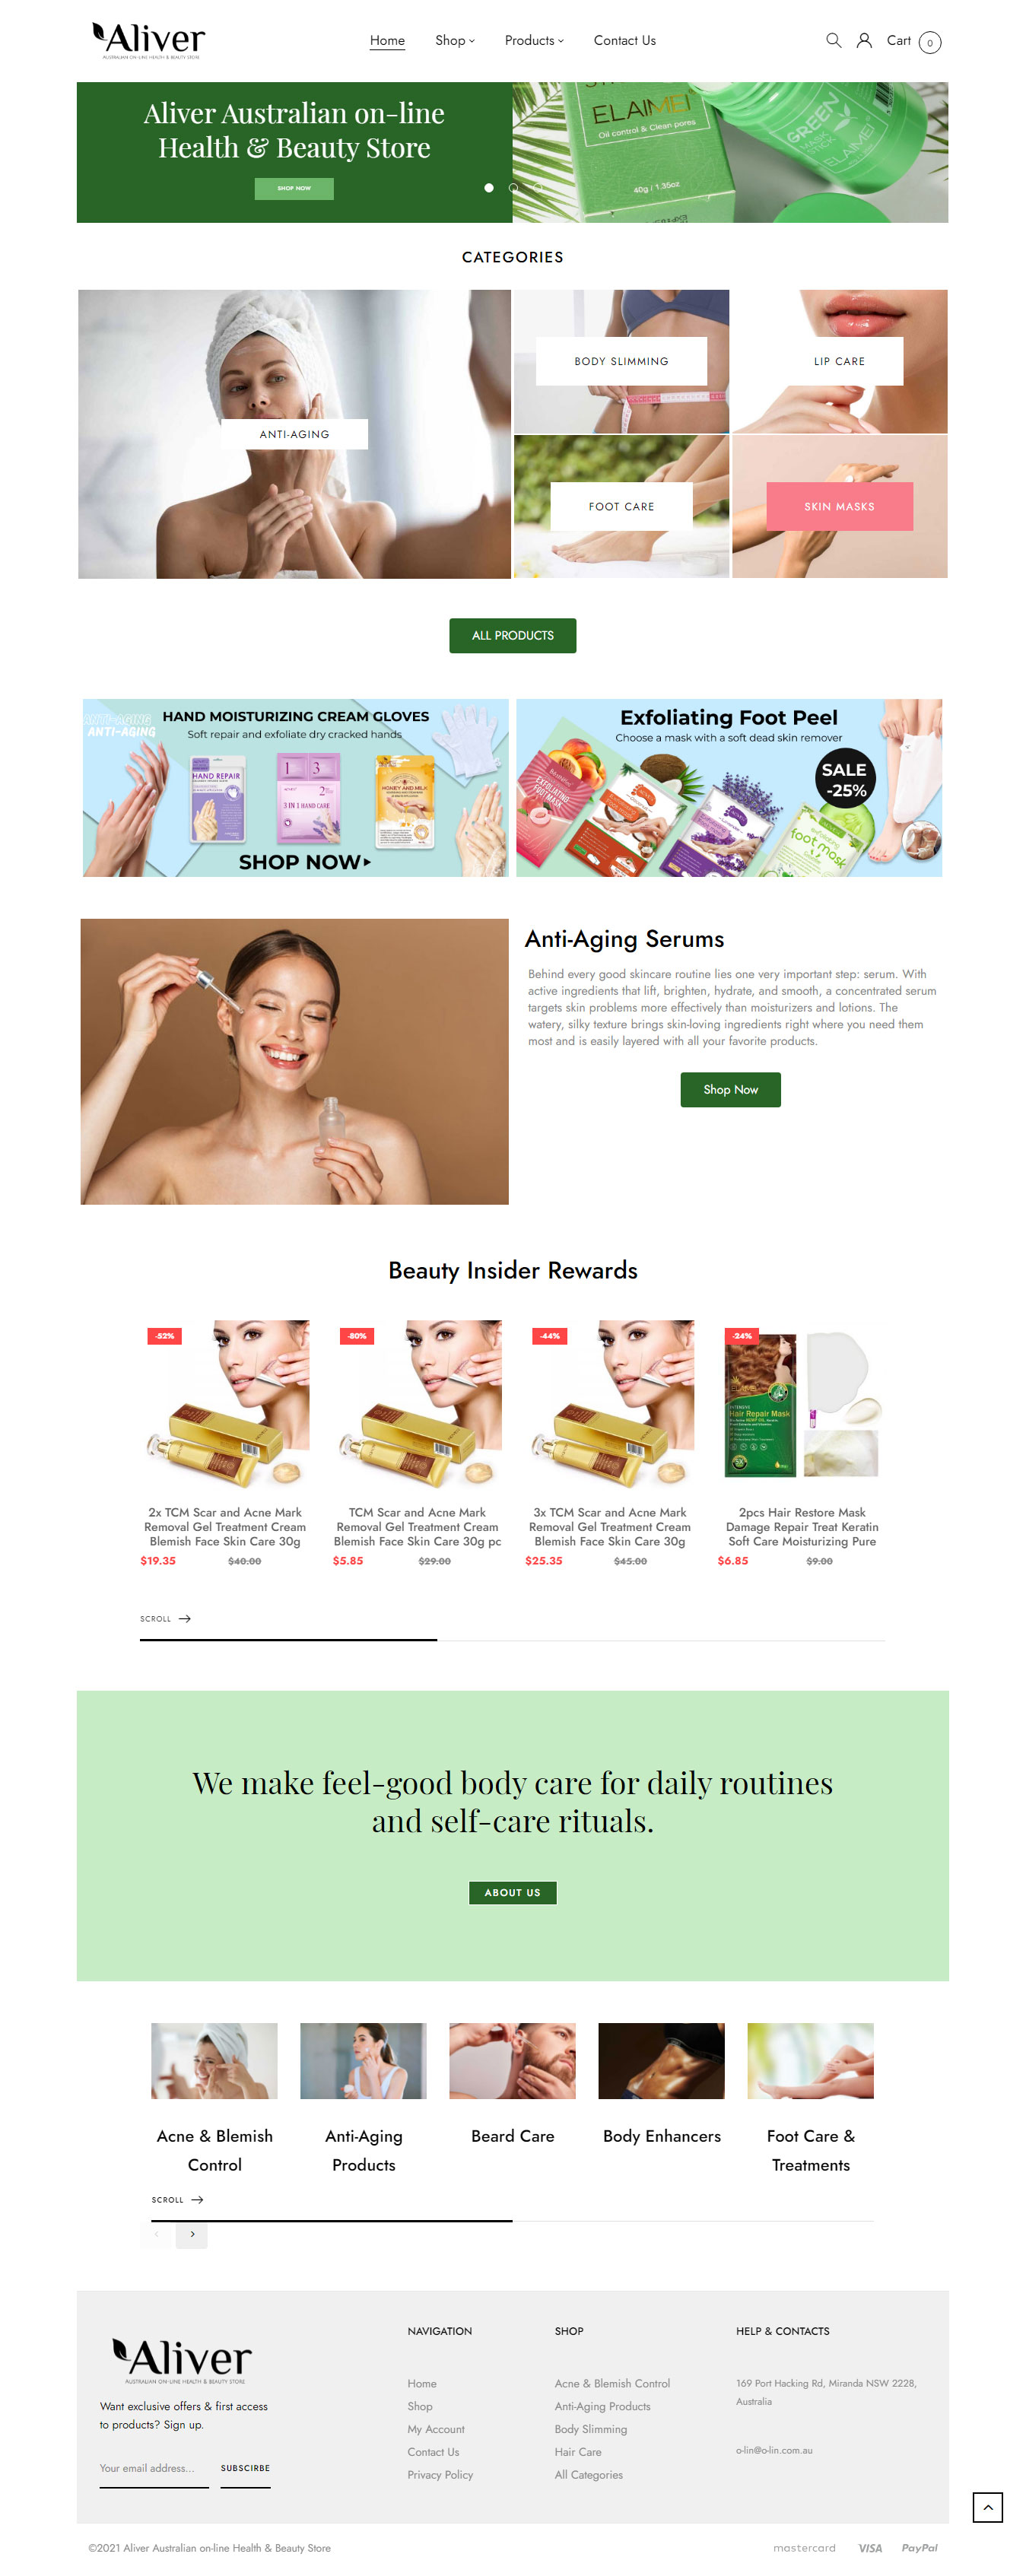 Aliver
AUSTRALIAN ON-LINE HEALTH & BEAUTY STORE
Home
Shop
Products
Contact Us
Cart 0
Aliver Australian on-line
Health & Beauty Store
SHOP NOW
ELAIMEI
Oil control & Clean pores
40g / 1.35oz
GREEN
MASK STICK
ELAIMEI
CATEGORIES
ANTI-AGING
BODY SLIMMING
LIP CARE
FOOT CARE
SKIN MASKS
ALL PRODUCTS
ANTI-AGING
ANTI-AGING
HAND MOISTURIZING CREAM GLOVES
Soft repair and exfoliate dry cracked hands
HAND REPAIR
3 IN 1 HAND CARE
HONEY AND MILK
SHOP NOW
Exfoliating Foot Peel
Choose a mask with a soft dead skin remover
SALE
-25%
EXFOLIATING
FOOT MASK
exfoliating
foot mask
Anti-Aging Serums
Behind every good skincare routine lies one very important step: serum. With
active ingredients that lift, brighten, hydrate, and smooth, a concentrated serum
targets skin problems more effectively than moisturizers and lotions. The
watery, silky texture brings skin-loving ingredients right where you need them
most and is easily layered with all your favorite products.
Shop Now
Beauty Insider Rewards
-52%
2x TCM Scar and Acne Mark
Removal Gel Treatment Cream
Blemish Face Skin Care 30g
$19.35 $40.00
-80%
TCM Scar and Acne Mark
Removal Gel Treatment Cream
Blemish Face Skin Care 30g pc
$5.85 $29.00
-44%
3x TCM Scar and Acne Mark
Removal Gel Treatment Cream
Blemish Face Skin Care 30g
$25.35 $45.00
-24%
Hair Repair Mask
2pcs Hair Restore Mask
Damage Repair Treat Keratin
Soft Care Moisturizing Pure
$6.85 $9.00
SCROLL
We make feel-good body care for daily routines
and self-care rituals.
ABOUT US
Acne & Blemish
Control
Anti-Aging
Products
Beard Care
Body Enhancers
Foot Care &
Treatments
SCROLL
Aliver
AUSTRALIAN ON-LINE HEALTH & BEAUTY STORE
Want exclusive offers & first access
to products? Sign up.
Your email address...
SUBSCIRBE
NAVIGATION
Home
Shop
My Account
Contact Us
Privacy Policy
SHOP
Acne & Blemish Control
Anti-Aging Products
Body Slimming
Hair Care
All Categories
HELP & CONTACTS
169 Port Hacking Rd, Miranda NSW 2228,
Australia
o-lin@o-lin.com.au
©2021 Aliver Australian on-line Health & Beauty Store
mastercard
VISA
PayPal